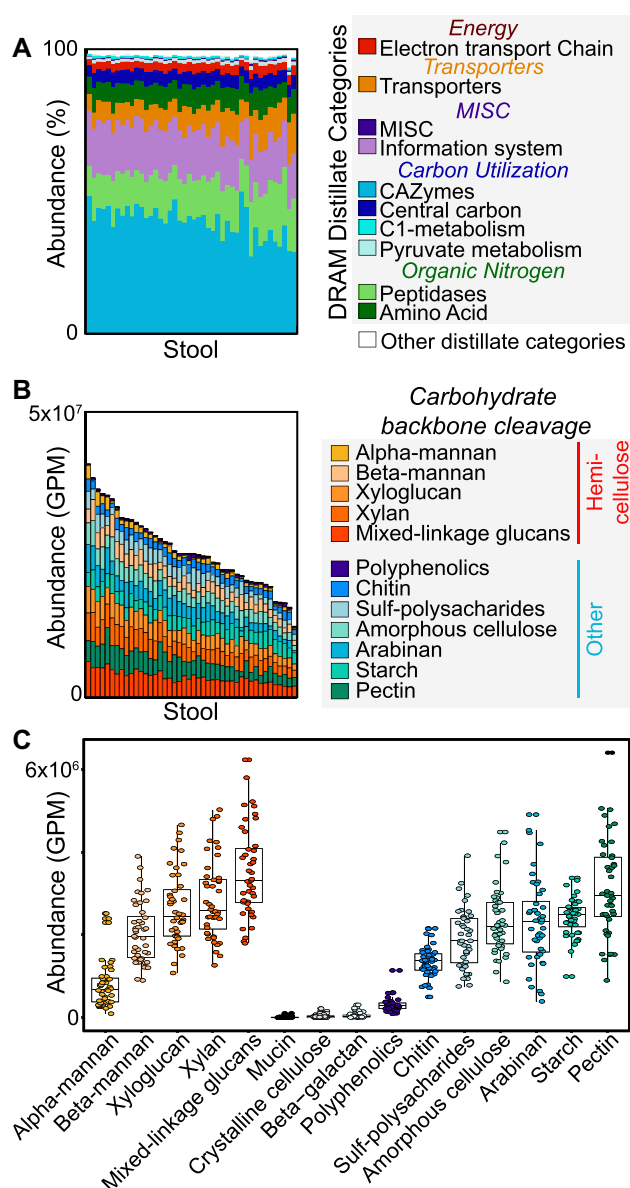 A
100
Abundance (%)
0
Stool
DRAM Distillate Categories
Energy
Electron transport Chain
Transporters
Transporters
MISC
MISC
Information system
Carbon Utilization
CAZymes
Central carbon
C1-metabolism
Pyruvate metabolism
Organic Nitrogen
Peptidases
Amino Acid
Other distillate categories
B
5x10⁷
Abundance (GPM)
0
Stool
Carbohydrate
backbone cleavage
Alpha-mannan
Beta-mannan
Xyloglucan
Xylan
Mixed-linkage glucans
Hemi-
cellulose
Polyphenolics
Chitin
Sulf-polysacharides
Amorphous cellulose
Arabinan
Starch
Pectin
Other
C
6x10⁶
Abundance (GPM)
0
Alpha-mannan
Beta-mannan
Xyloglucan
Xylan
Mixed-linkage glucans
Mucin
Crystalline cellulose
Beta-galactan
Polyphenolics
Chitin
Sulf-polysacharides
Amorphous cellulose
Arabinan
Starch
Pectin